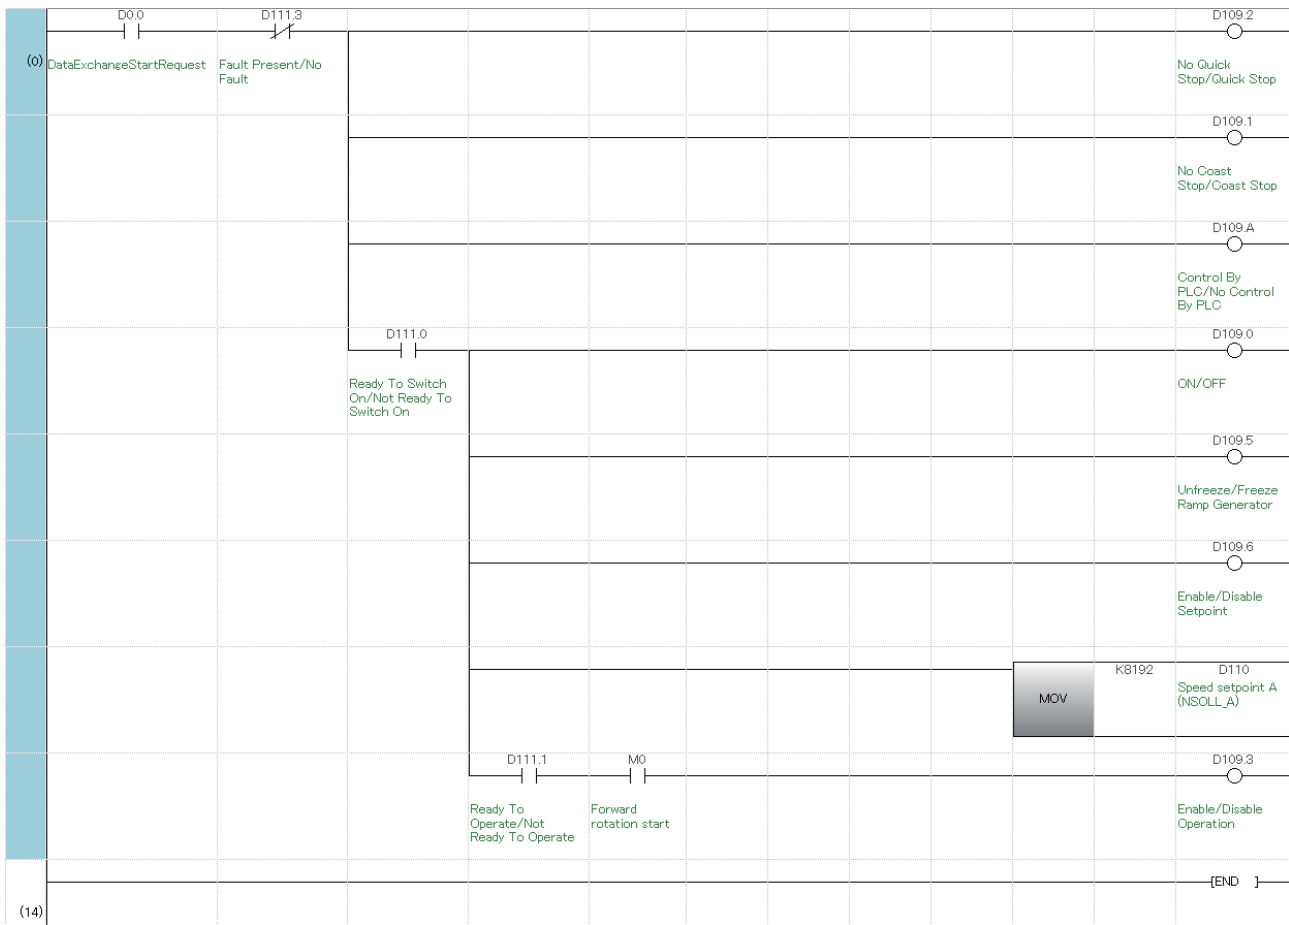 D0.0 D111.3 D109.2
(0) DataExchangeStartRequest Fault Present/No No Quick
Fault Stop/Quick Stop
D109.1
No Coast
Stop/Coast Stop
D109.A
Control By
PLC/No Control
By PLC
D111.0 D109.0
Ready To Switch ON/OFF
On/Not Ready To
Switch On
D109.5
Unfreeze/Freeze
Ramp Generator
D109.6
Enable/Disable
Setpoint
K8192 D110
MOV Speed setpoint A
(NSOLL_A)
D111.1 M0 D109.3
Ready To Forward Enable/Disable
Operate/Not rotation start Operation
Ready To Operate
[END ]
(14)